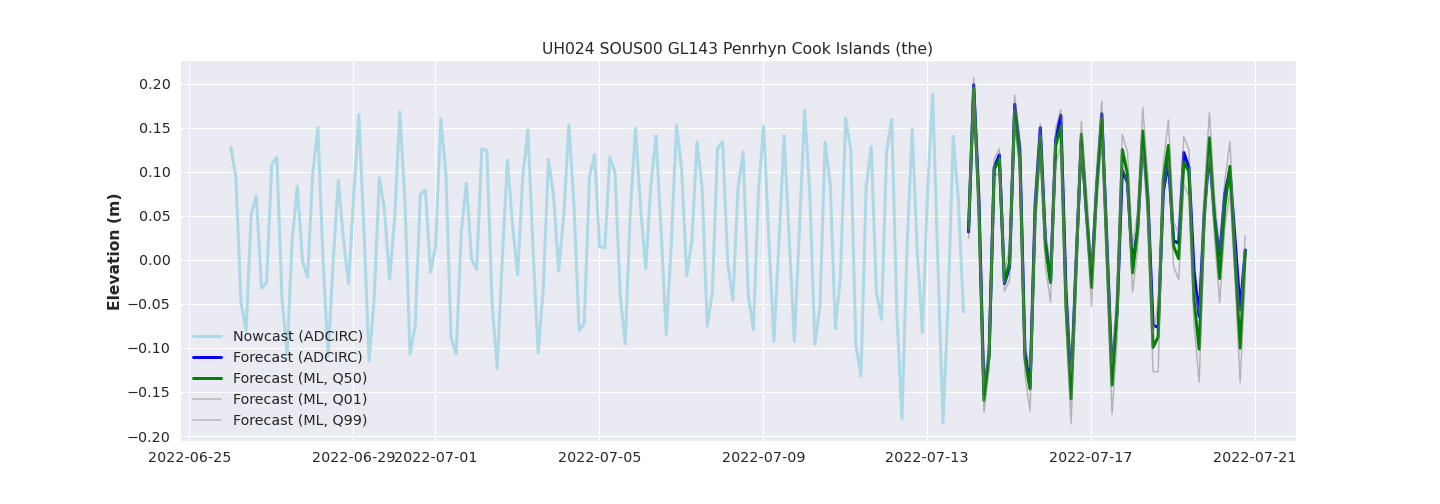 UH024 SOUS00 GL143 Penrhyn Cook Islands (the)
Elevation (m)
0.20
0.15
0.10
0.05
0.00
−0.05
−0.10
−0.15
−0.20
Nowcast (ADCIRC)
Forecast (ADCIRC)
Forecast (ML, Q50)
Forecast (ML, Q01)
Forecast (ML, Q99)
2022-06-25 2022-06-29 2022-07-01 2022-07-05 2022-07-09 2022-07-13 2022-07-17 2022-07-21